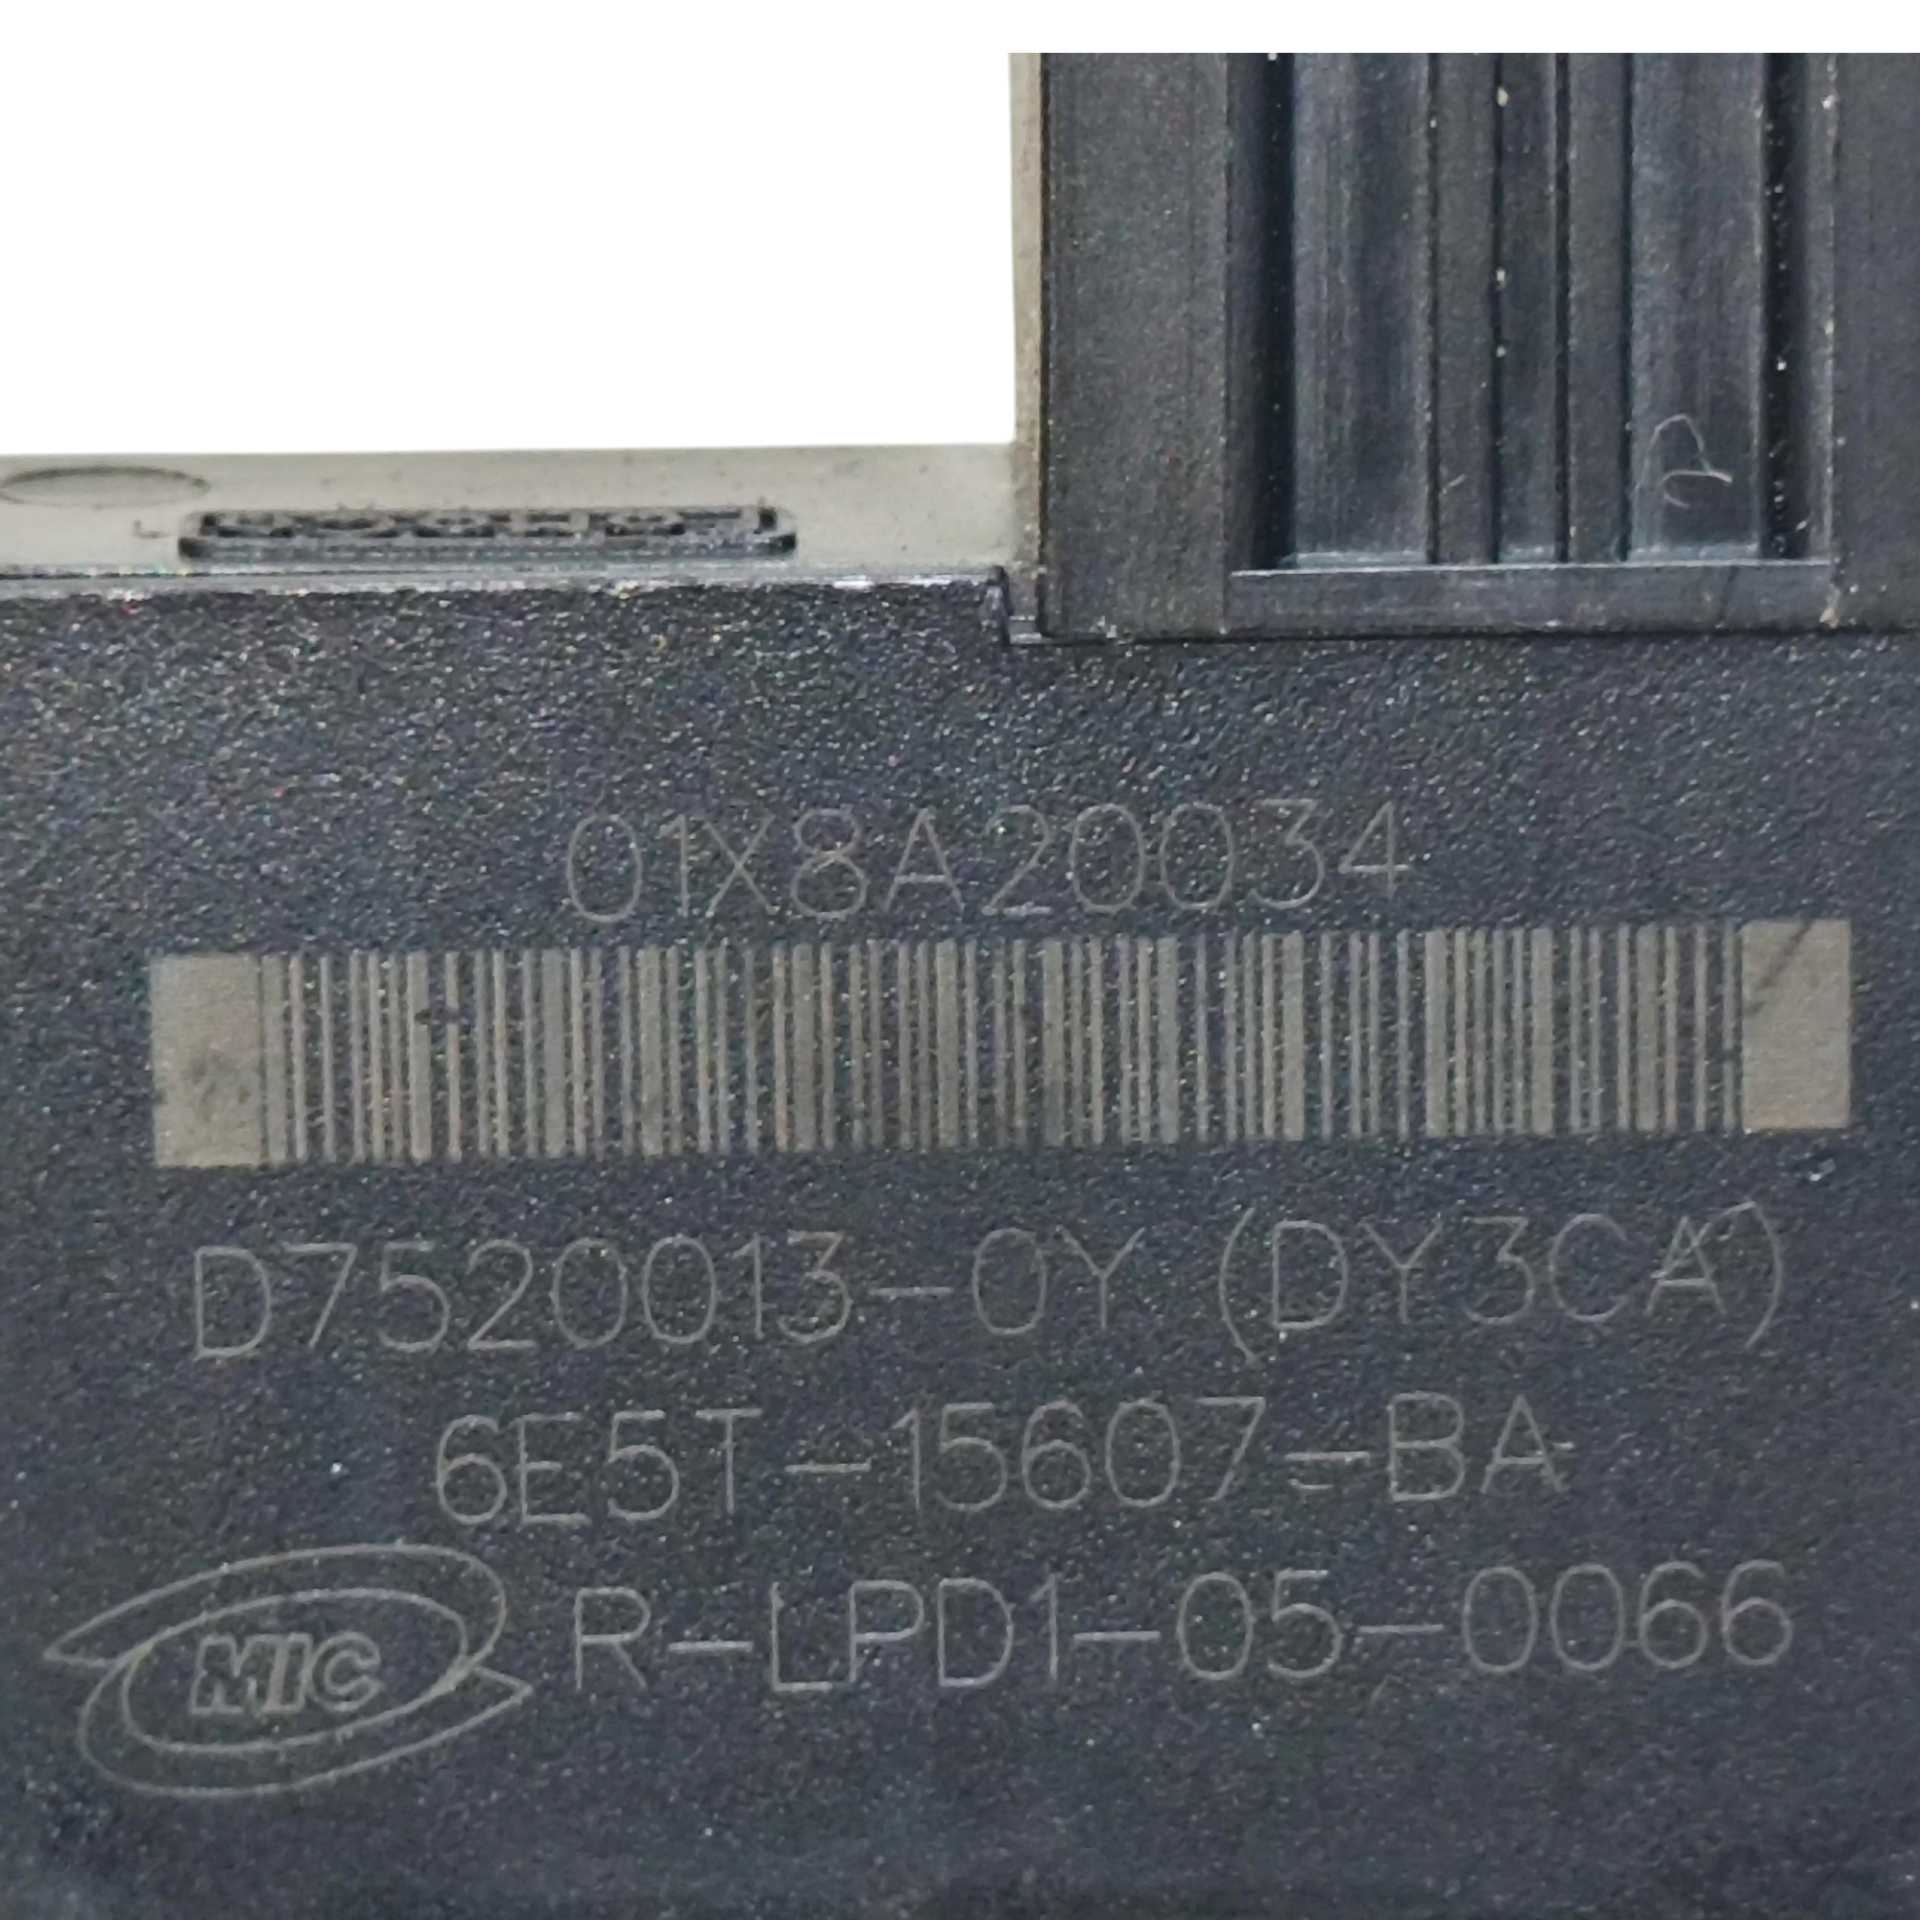 01X8A20034
D7520013-0Y (DY3CA)
6E5T-15607-BA
MIC R-LPD1-05-0066